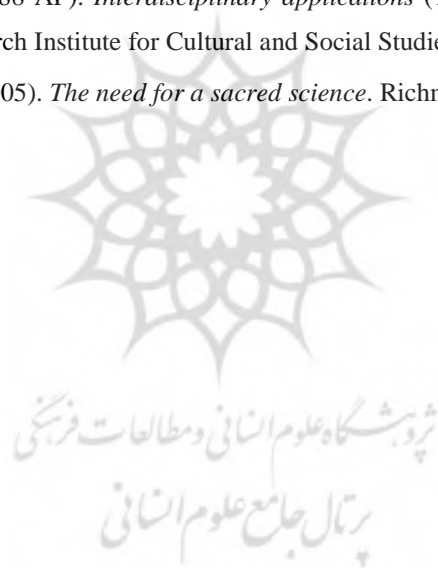 88 AP). Interdisciplinary applications (
rch Institute for Cultural and Social Studie
05). The need for a sacred science. Richm
پژوهشگاه علوم انسانی و مطالعات فرهنگی
پرتال جامع علوم انسانی